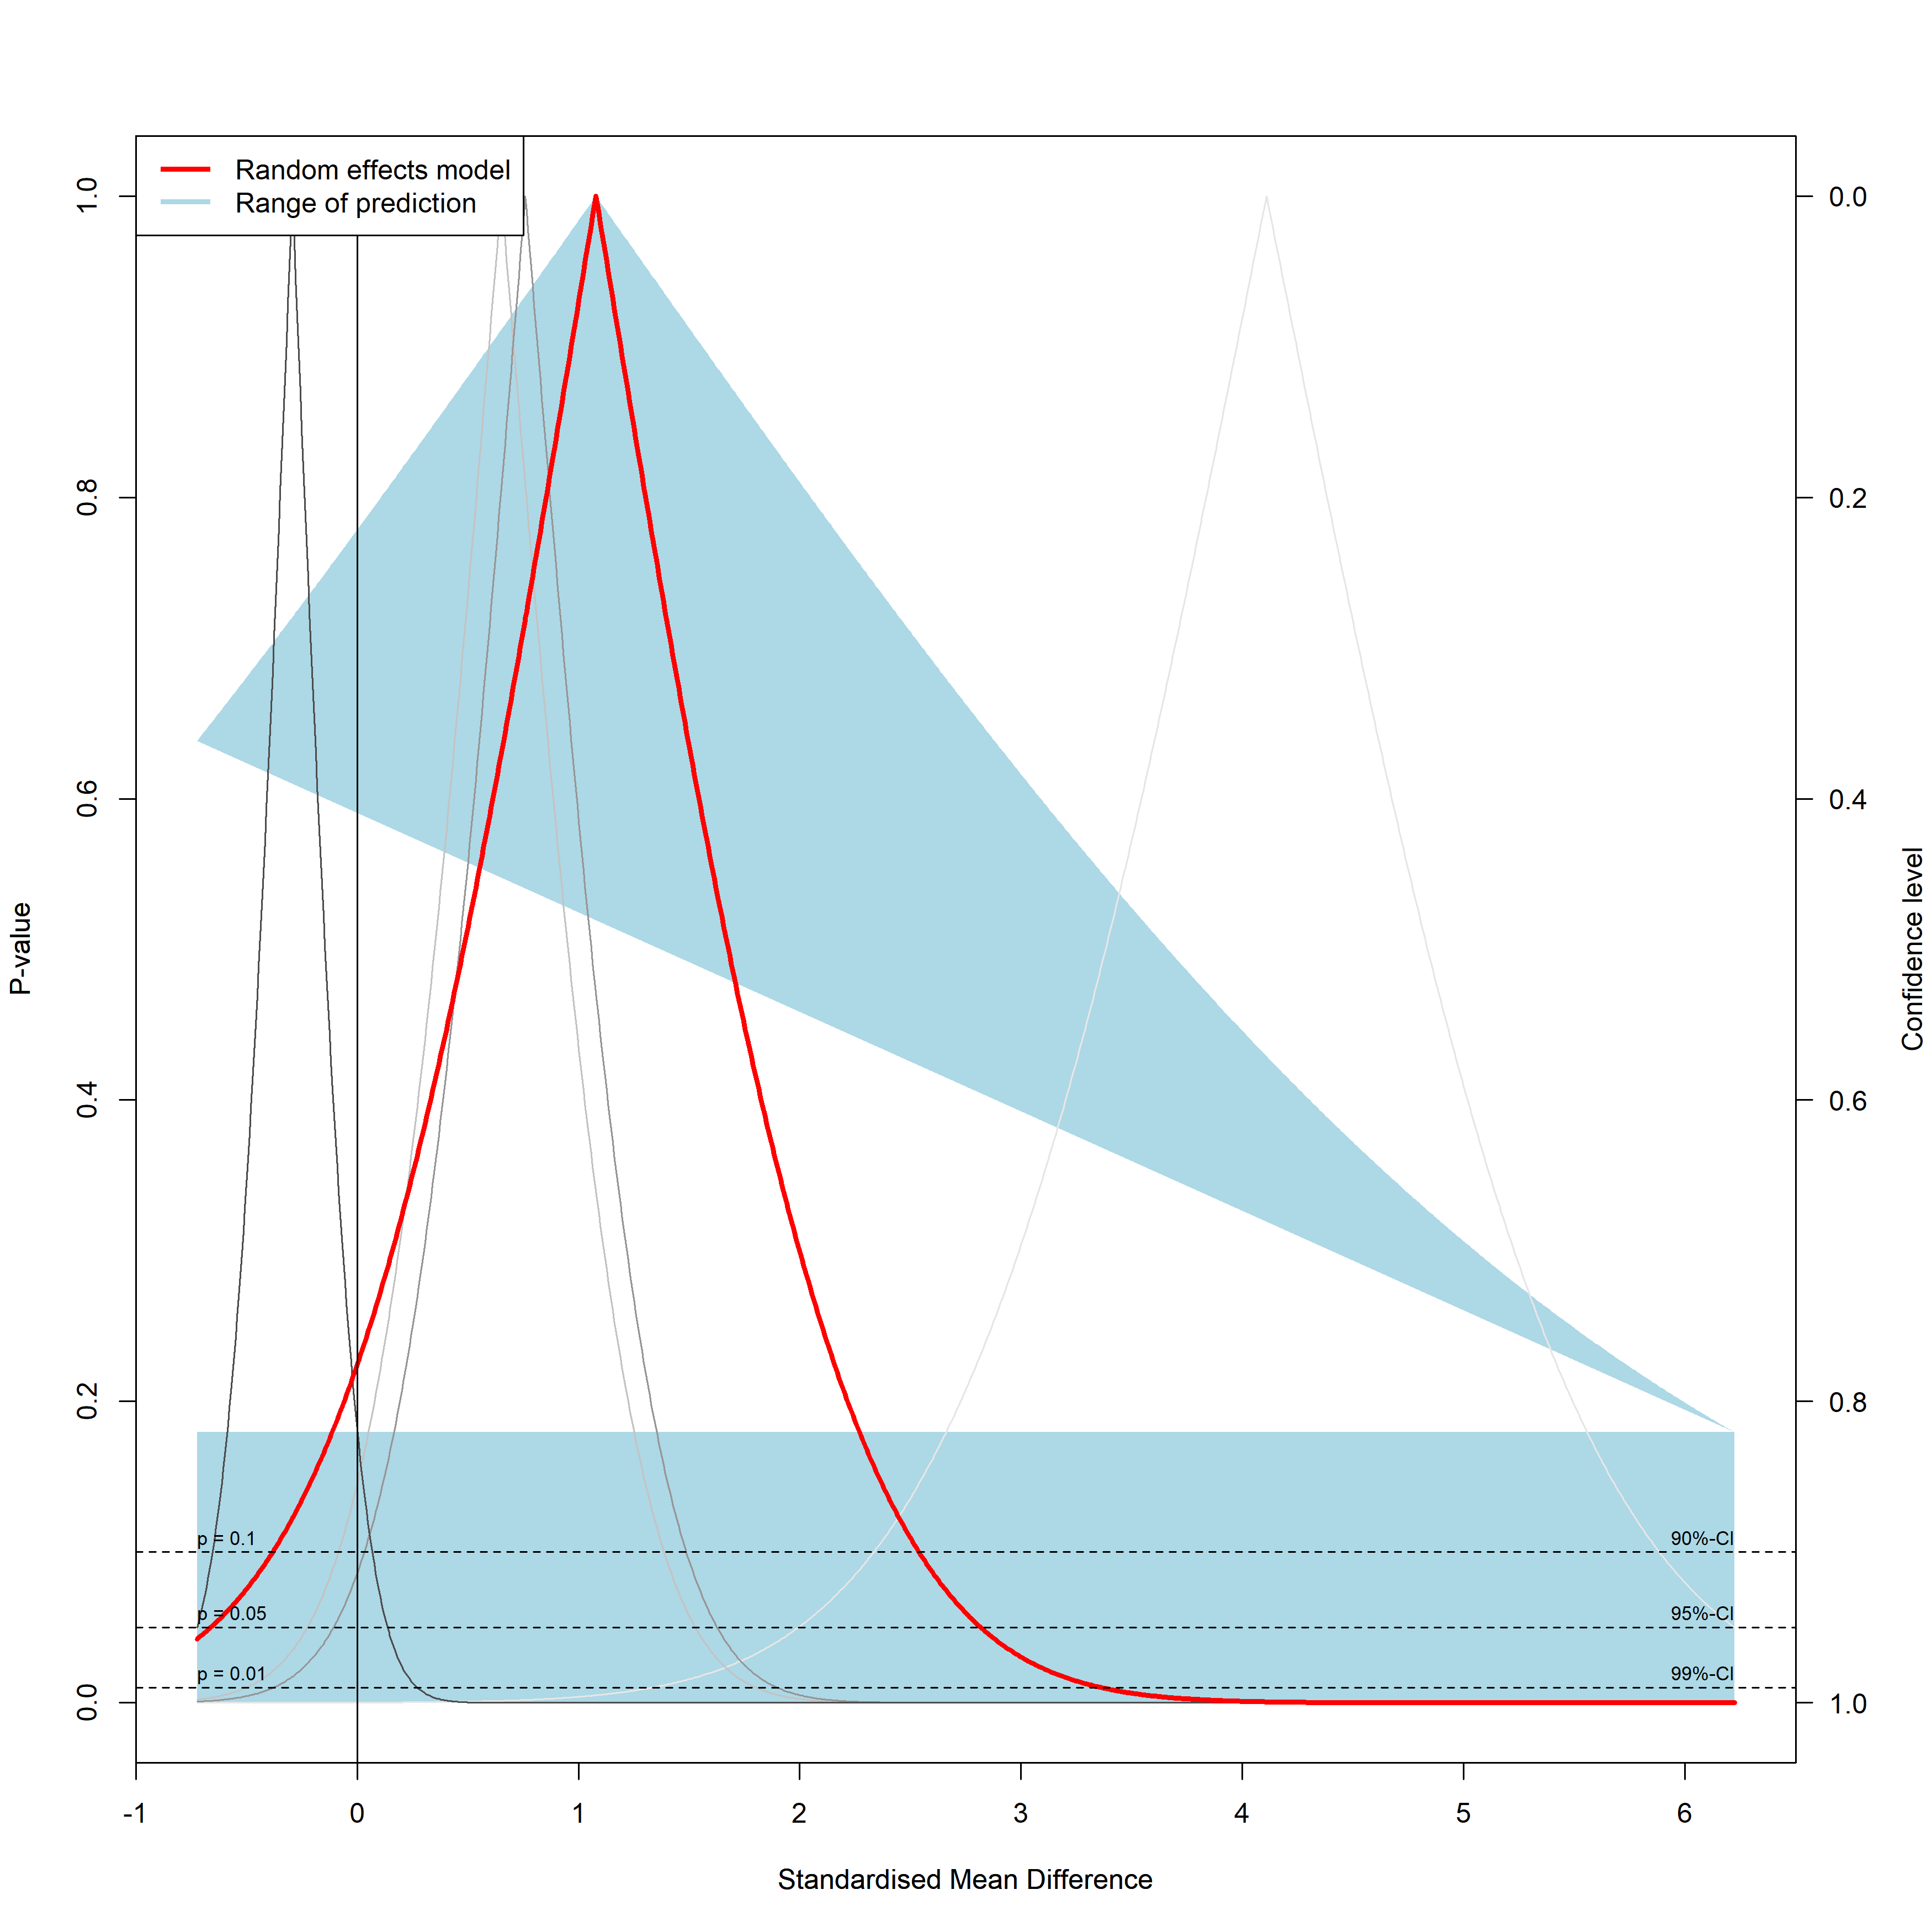 Random effects model
Range of prediction
1.0
0.8
0.6
0.4
0.2
0.0
P-value
0.0
0.2
0.4
0.6
0.8
1.0
Confidence level
p = 0.1
90%-CI
p = 0.05
95%-CI
p = 0.01
99%-CI
-1
0
1
2
3
4
5
6
Standardised Mean Difference